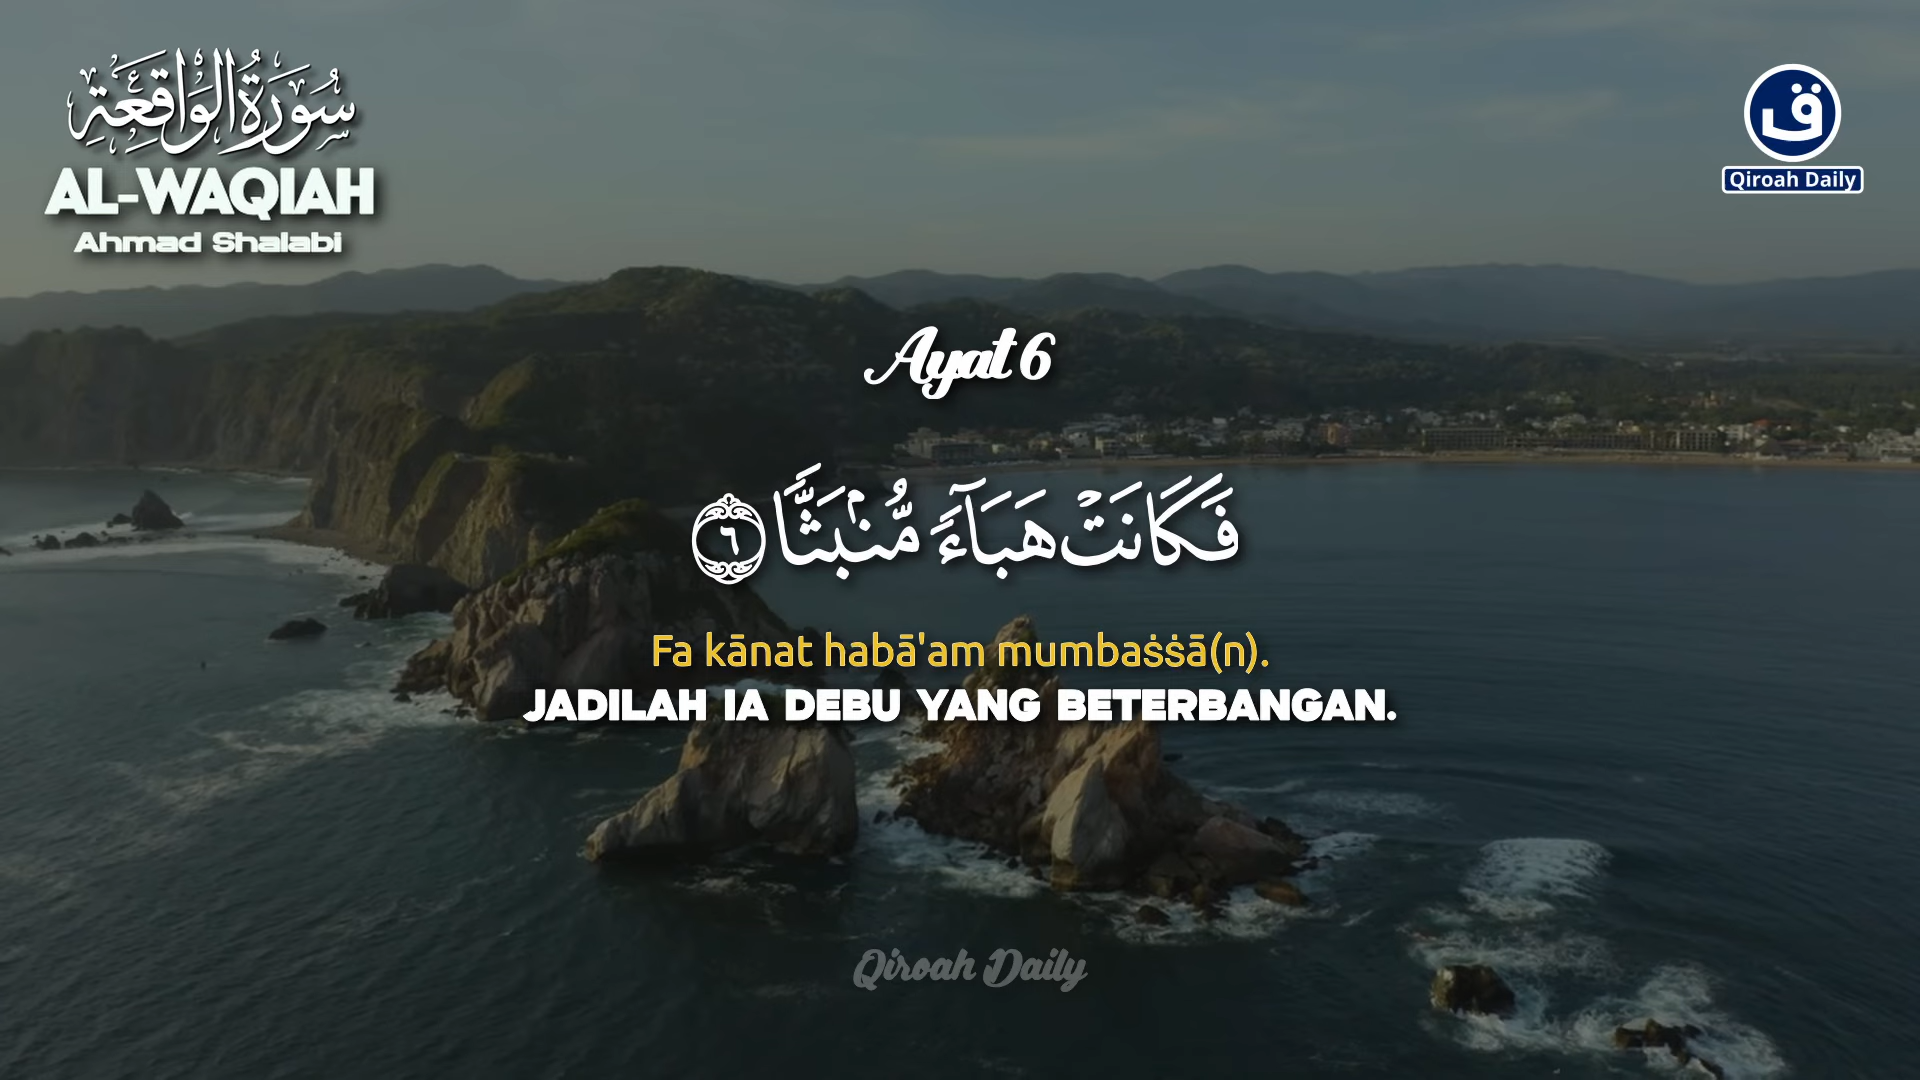 سُورَةُ الْوَاقِعَةِ
AL-WAQIAH
Ahmad Shalabi
ق
Qiroah Daily
Ayat 6
فَكَانَتْ هَبَآءً مُّنۢبَثًّا ٦
Fa kānat habā'am mumbaṡṡā(n).
JADILAH IA DEBU YANG BETERBANGAN.
Qiroah Daily